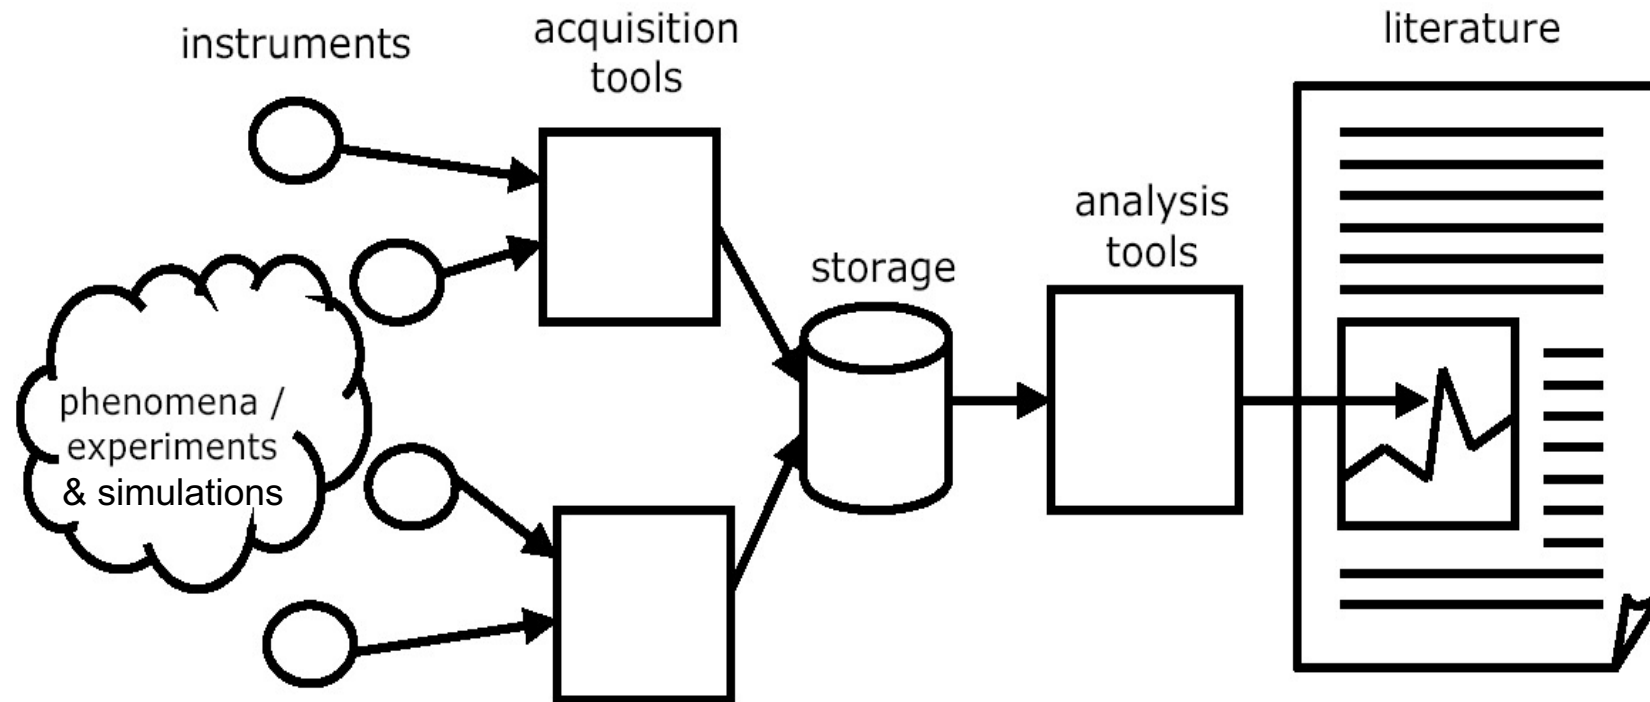 instruments
acquisition
tools
literature
analysis
tools
storage
phenomena /
experiments
& simulations